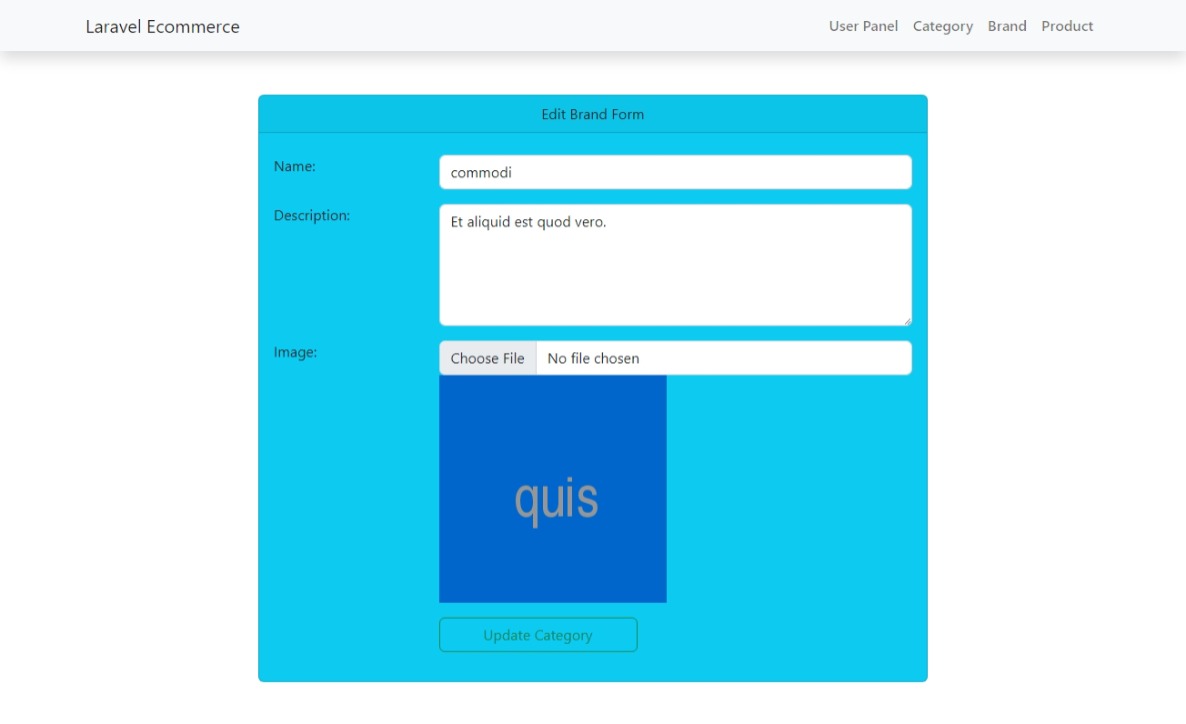 Laravel Ecommerce User Panel Category Brand Product
Edit Brand Form
Name: commodi
Description: Et aliquid est quod vero.
Image: Choose File No file chosen
quis
Update Category